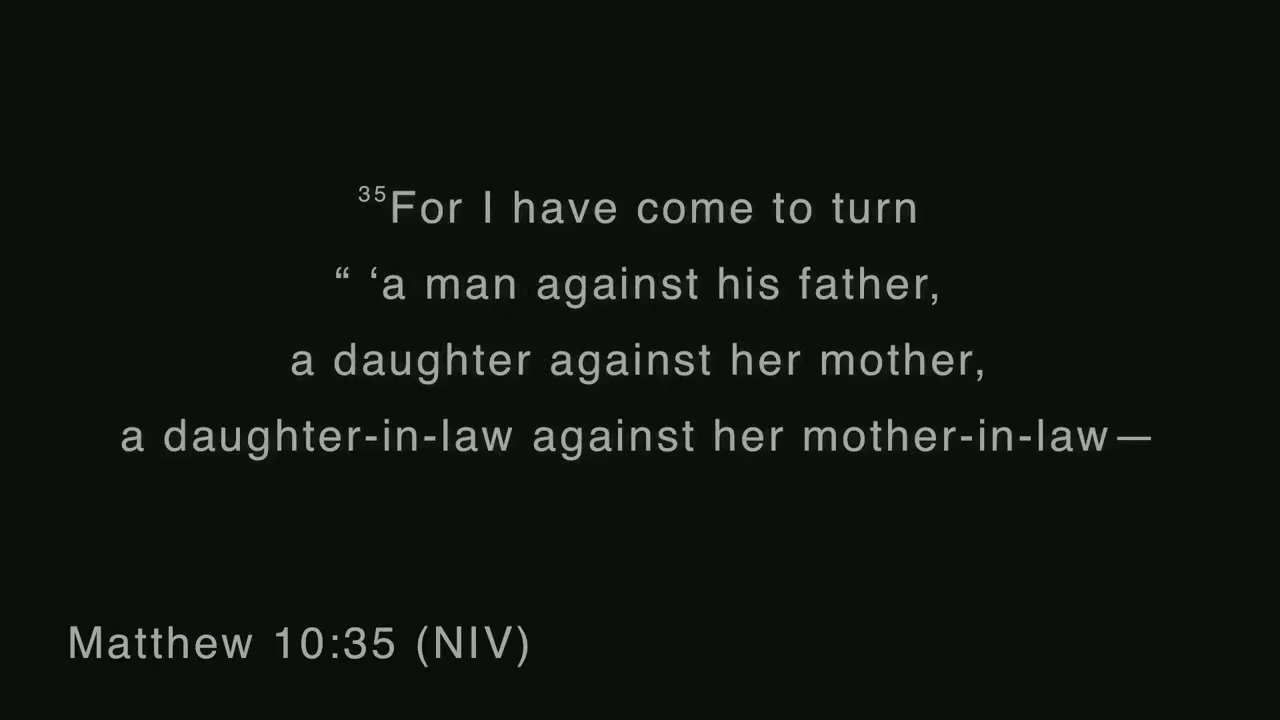 ³⁵For I have come to turn
“ ‘a man against his father,
a daughter against her mother,
a daughter-in-law against her mother-in-law—
Matthew 10:35 (NIV)